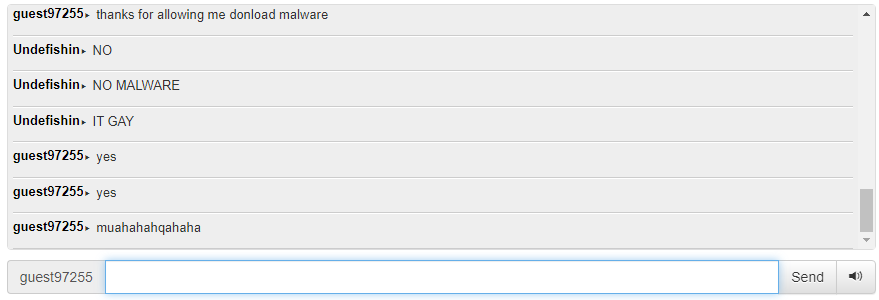 guest97255▸ thanks for allowing me donload malware
Undefishin▸ NO
Undefishin▸ NO MALWARE
Undefishin▸ IT GAY
guest97255▸ yes
guest97255▸ yes
guest97255▸ muahahahqahaha
guest97255 Send